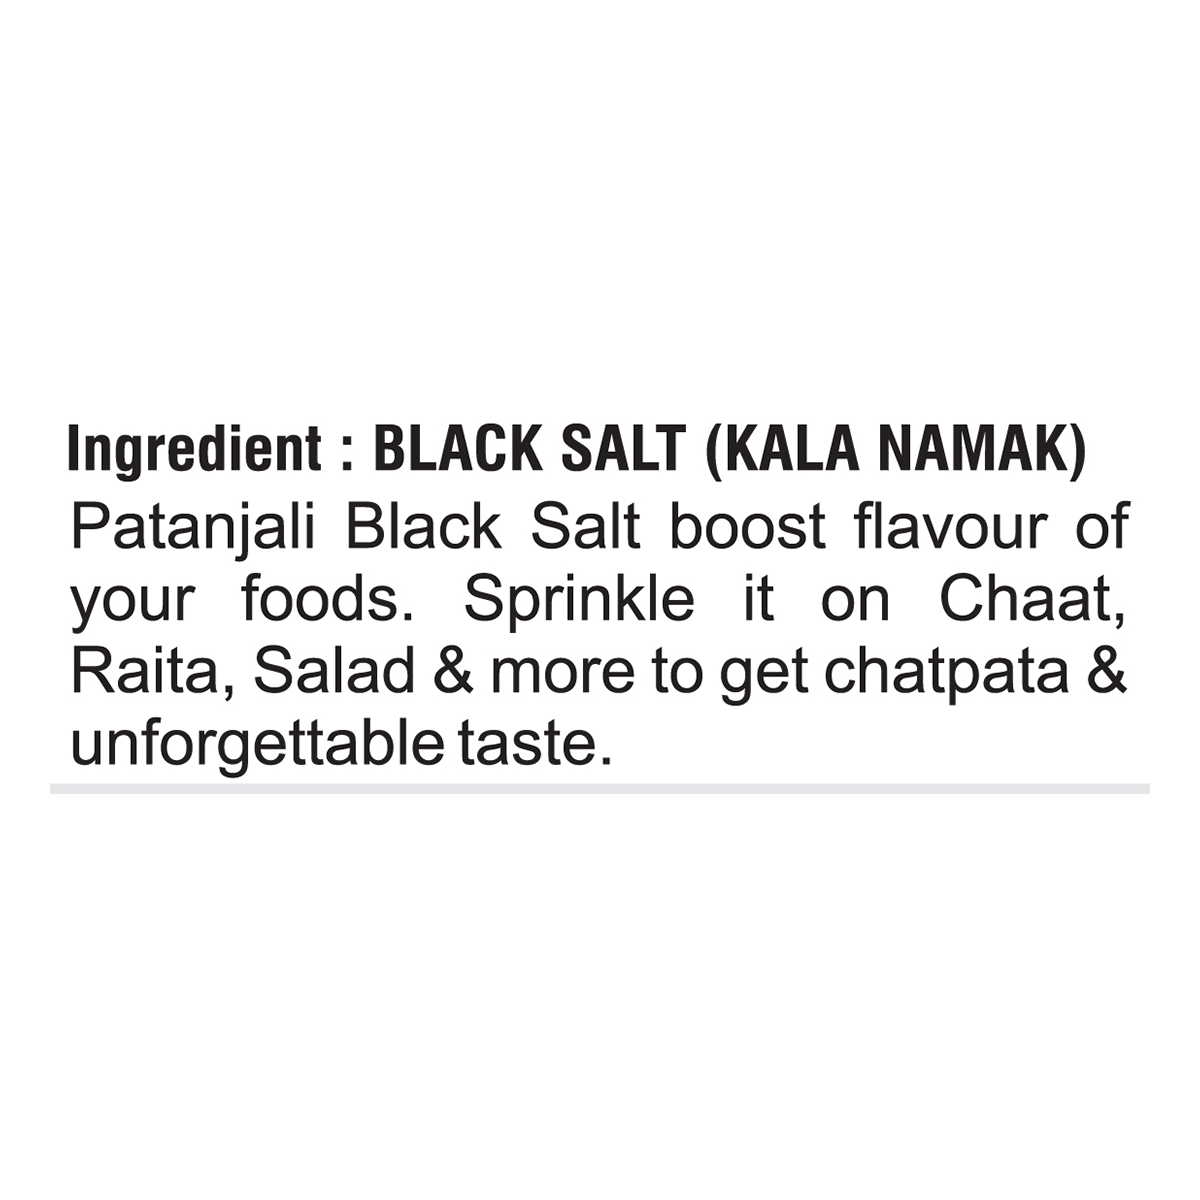 Ingredient : BLACK SALT (KALA NAMAK)
Patanjali Black Salt boost flavour of
your foods. Sprinkle it on Chaat,
Raita, Salad & more to get chatpata &
unforgettable taste.